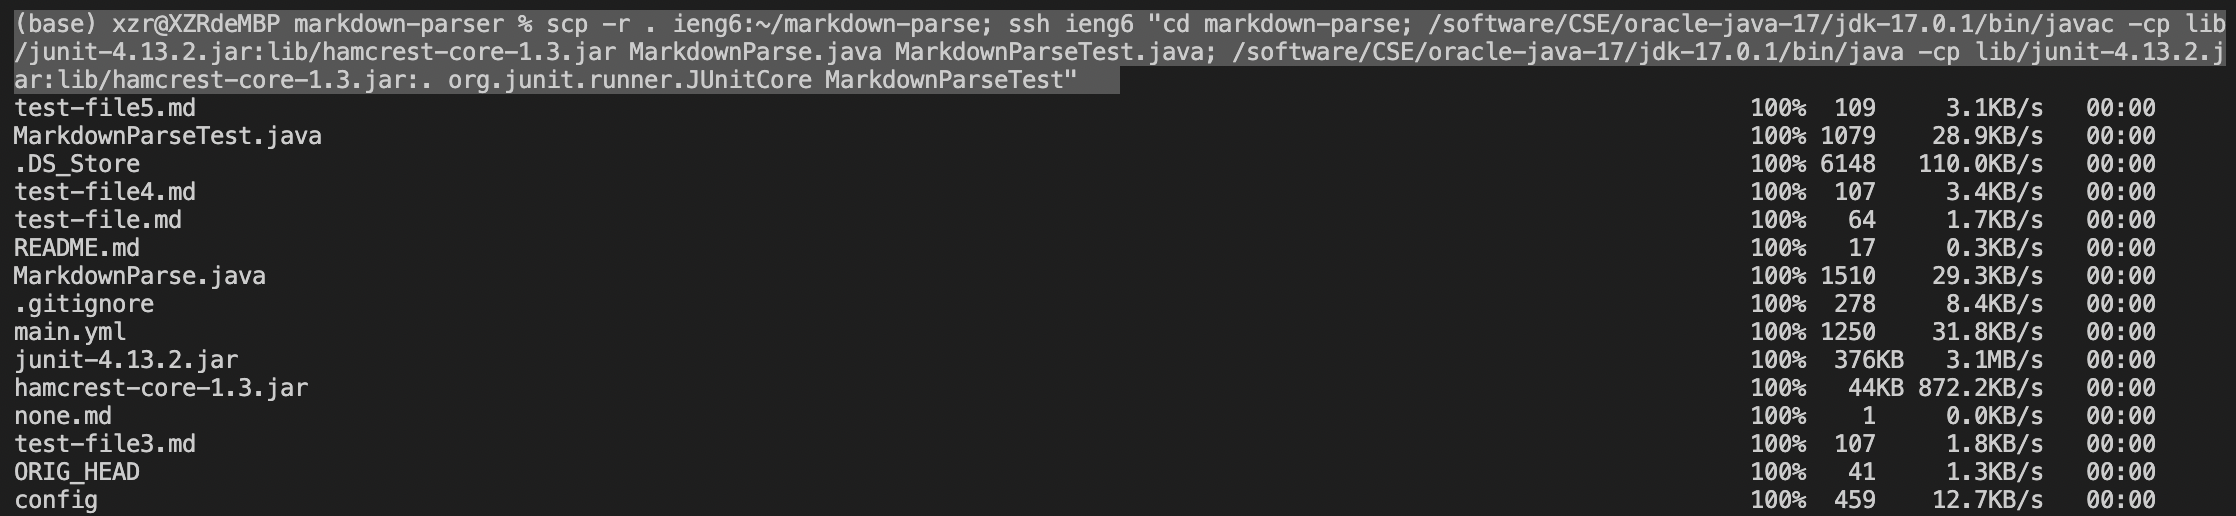 (base) xzr@XZRdeMBP markdown-parser % scp -r . ieng6:~/markdown-parse; ssh ieng6 "cd markdown-parse; /software/CSE/oracle-java-17/jdk-17.0.1/bin/javac -cp lib
/junit-4.13.2.jar:lib/hamcrest-core-1.3.jar MarkdownParse.java MarkdownParseTest.java; /software/CSE/oracle-java-17/jdk-17.0.1/bin/java -cp lib/junit-4.13.2.j
ar:lib/hamcrest-core-1.3.jar:. org.junit.runner.JUnitCore MarkdownParseTest"
test-file5.md 100% 109 3.1KB/s 00:00
MarkdownParseTest.java 100% 1079 28.9KB/s 00:00
.DS_Store 100% 6148 110.0KB/s 00:00
test-file4.md 100% 107 3.4KB/s 00:00
test-file.md 100% 64 1.7KB/s 00:00
README.md 100% 17 0.3KB/s 00:00
MarkdownParse.java 100% 1510 29.3KB/s 00:00
.gitignore 100% 278 8.4KB/s 00:00
main.yml 100% 1250 31.8KB/s 00:00
junit-4.13.2.jar 100% 376KB 3.1MB/s 00:00
hamcrest-core-1.3.jar 100% 44KB 872.2KB/s 00:00
none.md 100% 1 0.0KB/s 00:00
test-file3.md 100% 107 1.8KB/s 00:00
ORIG_HEAD 100% 41 1.3KB/s 00:00
config 100% 459 12.7KB/s 00:00